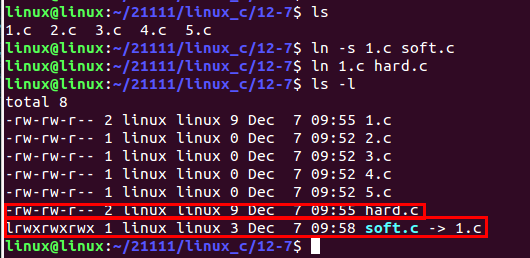 linux@linux:~/21111/linux_c/12-7$ ls
1.c  2.c  3.c  4.c  5.c
linux@linux:~/21111/linux_c/12-7$ ln -s 1.c soft.c
linux@linux:~/21111/linux_c/12-7$ ln 1.c hard.c
linux@linux:~/21111/linux_c/12-7$ ls -l
total 8
-rw-rw-r-- 2 linux linux 9 Dec  7 09:55 1.c
-rw-rw-r-- 1 linux linux 0 Dec  7 09:52 2.c
-rw-rw-r-- 1 linux linux 0 Dec  7 09:52 3.c
-rw-rw-r-- 1 linux linux 0 Dec  7 09:52 4.c
-rw-rw-r-- 1 linux linux 0 Dec  7 09:52 5.c
-rw-rw-r-- 2 linux linux 9 Dec  7 09:55 hard.c
lrwxrwxrwx 1 linux linux 3 Dec  7 09:58 soft.c -> 1.c
linux@linux:~/21111/linux_c/12-7$